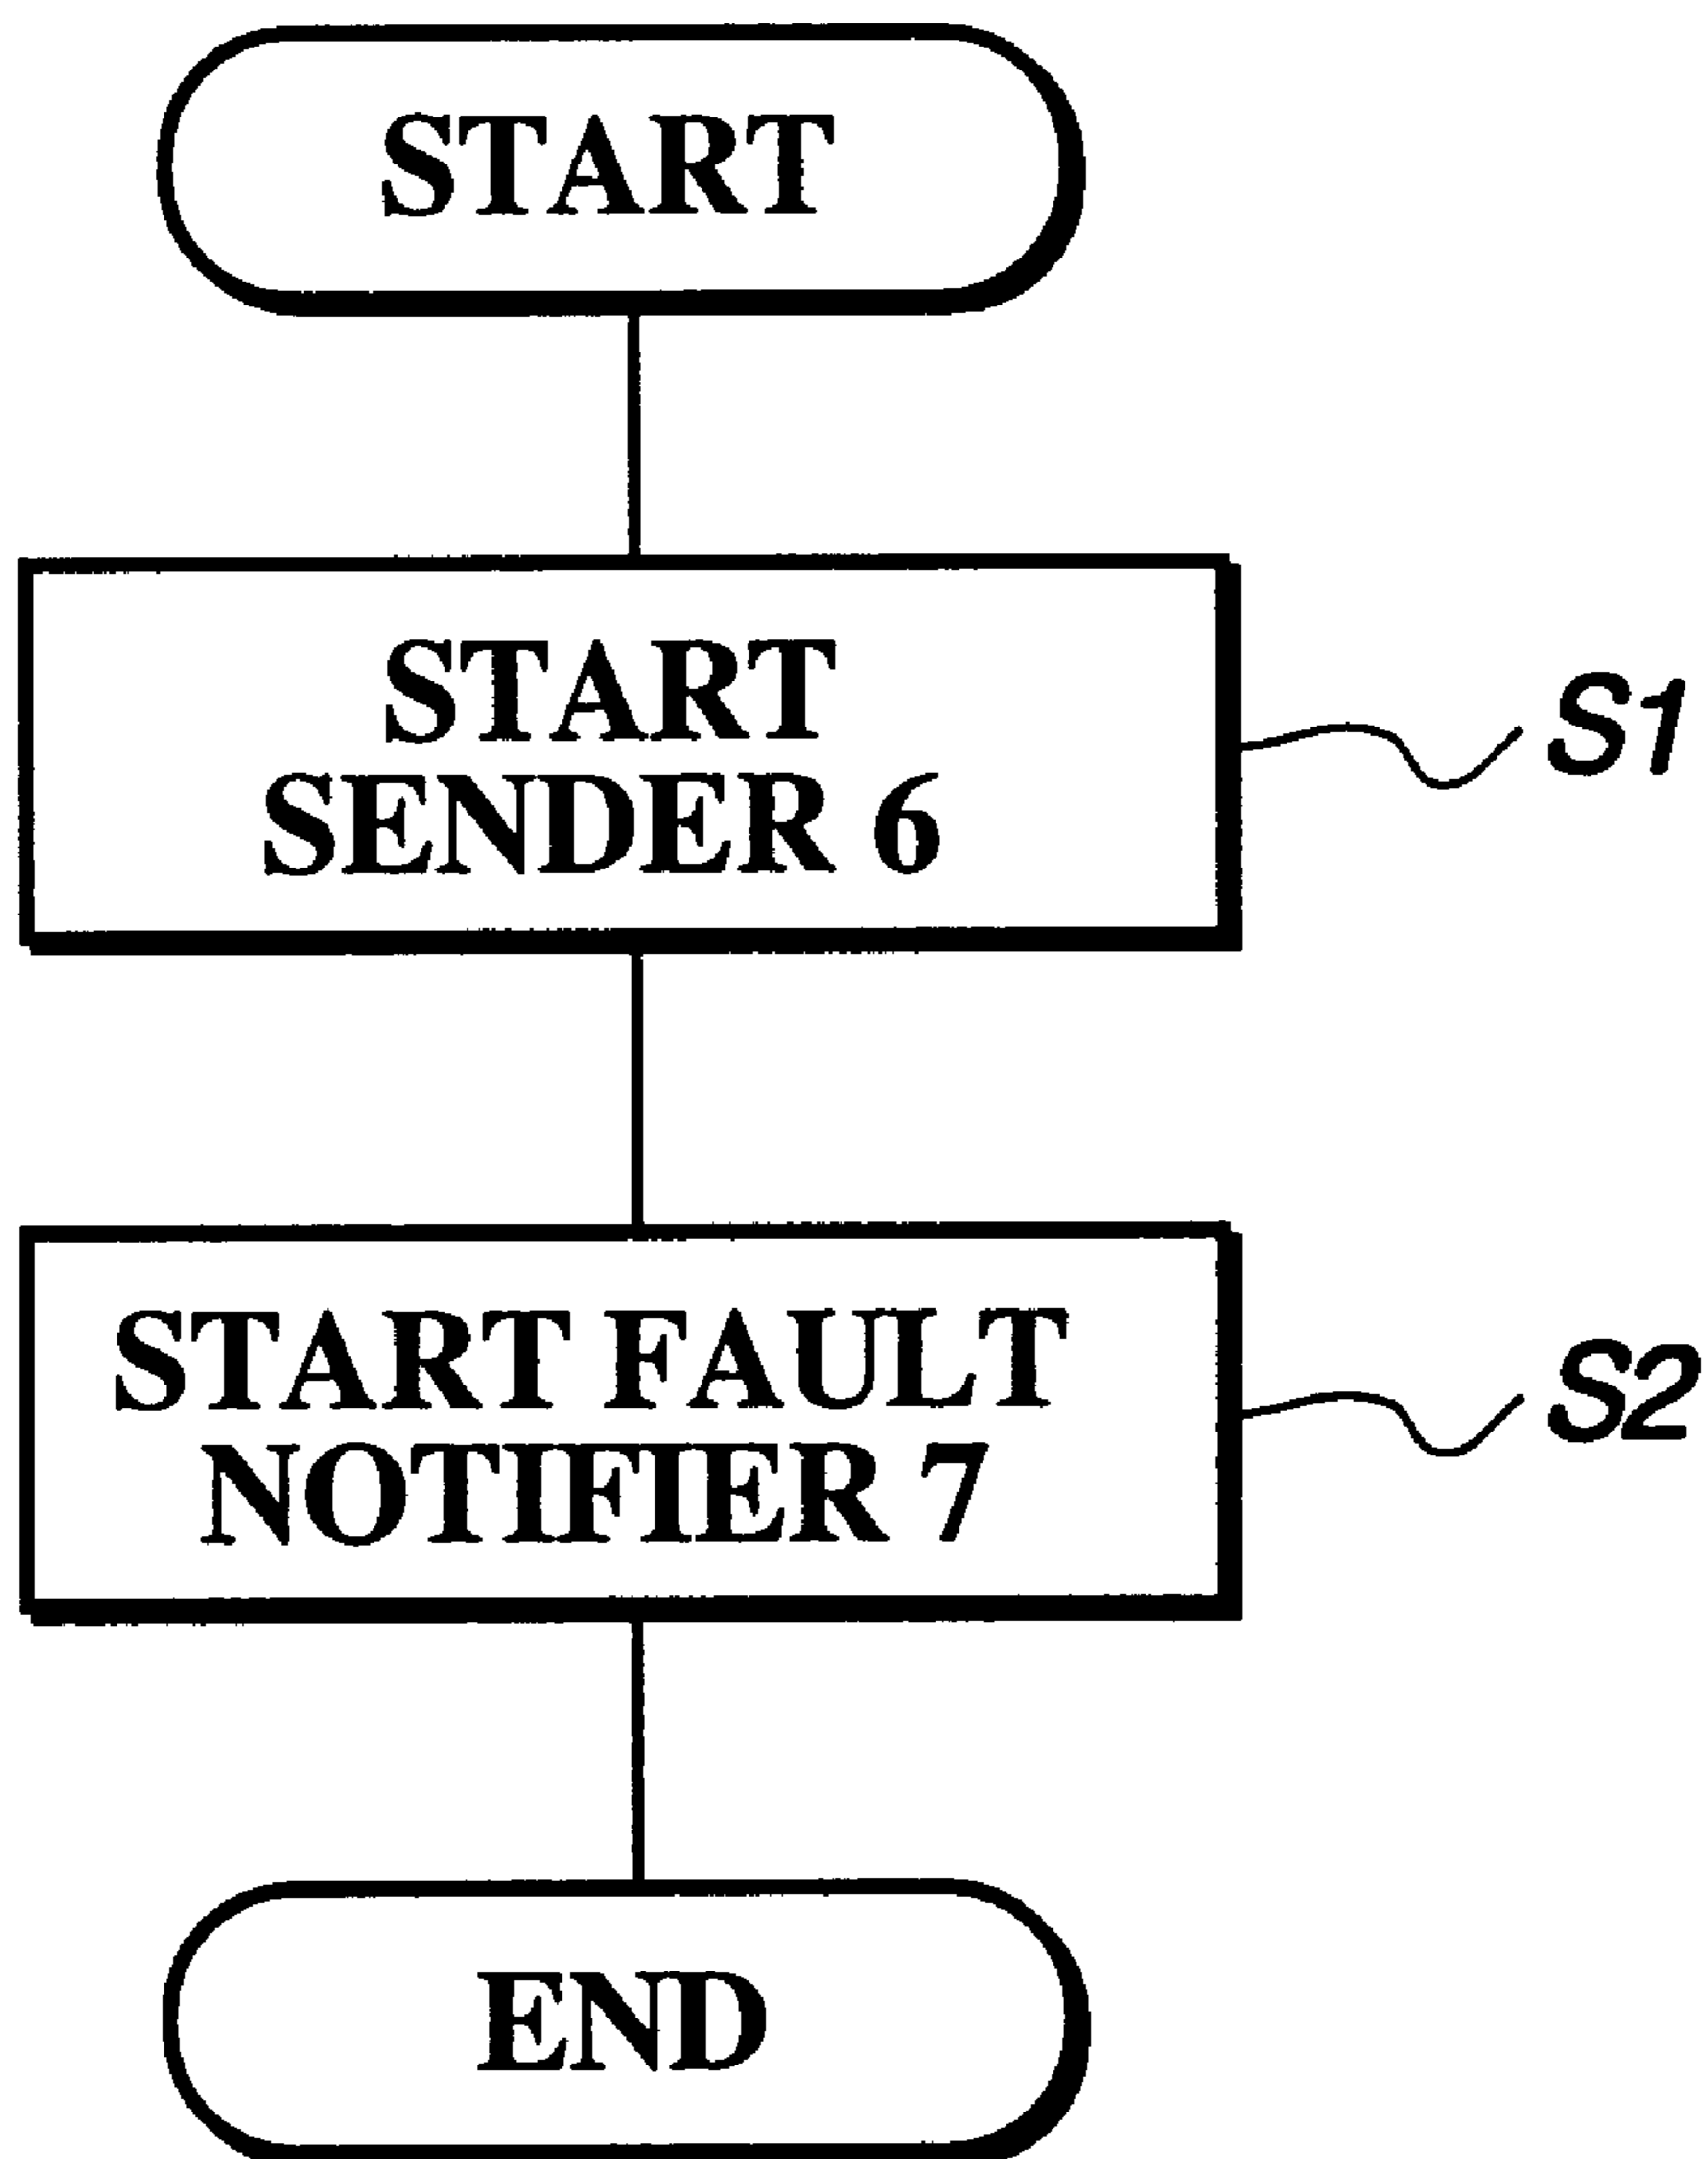 START
START
SENDER 6
S1
START FAULT
NOTIFIER 7
S2
END